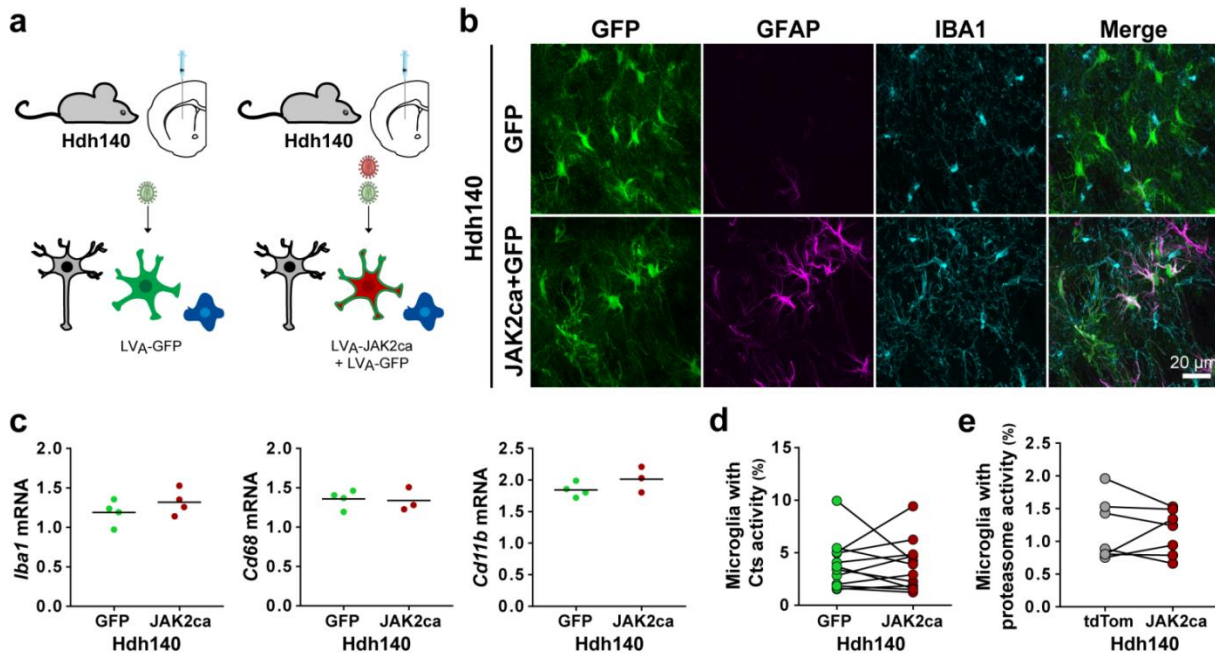 a
Hdh140
Hdh140
LVA-GFP
LVA-JAK2ca
+ LVA-GFP
b
GFP
GFAP
IBA1
Merge
Hdh140
GFP
JAK2ca+GFP
20 µm
c
Iba1 mRNA
2.0
1.5
1.0
0.5
0.0
GFP JAK2ca
Hdh140
Cd68 mRNA
2.0
1.5
1.0
0.5
0.0
GFP JAK2ca
Hdh140
Cd11b mRNA
2.5
2.0
1.5
1.0
0.5
0.0
GFP JAK2ca
Hdh140
d
Microglia with
Cts activity (%)
15
10
5
0
GFP JAK2ca
Hdh140
e
Microglia with
proteasome activity (%)
2.5
2.0
1.5
1.0
0.5
0.0
tdTom JAK2ca
Hdh140